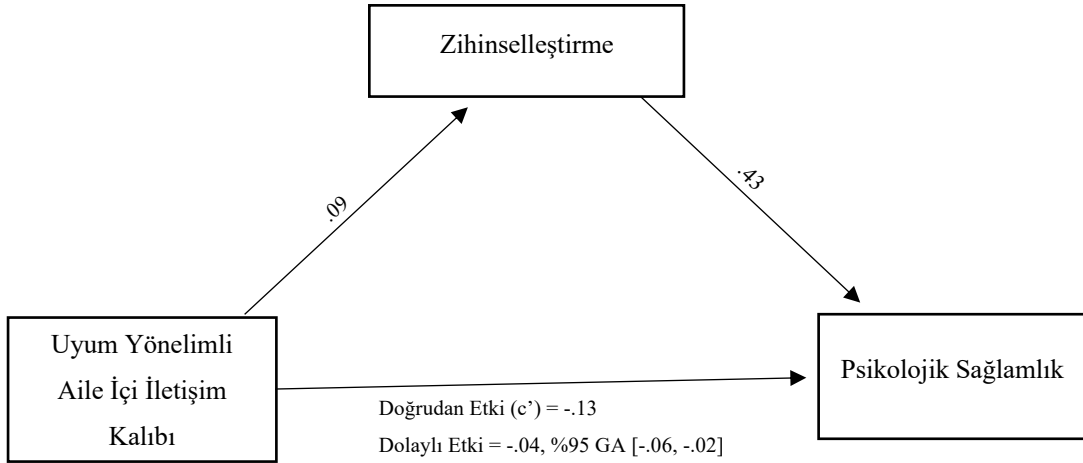 Zihinselleştirme
.09
.43
Uyum Yönelimli
Aile İçi İletişim
Kalıbı
Psikolojik Sağlamlık
Doğrudan Etki (c’) = -.13
Dolaylı Etki = -.04, %95 GA [-.06, -.02]